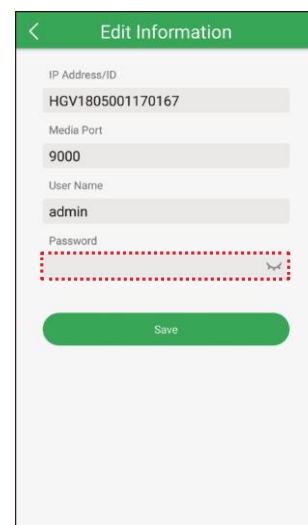 Edit Information
IP Address/ID
HGV1805001170167
Media Port
9000
User Name
admin
Password
Save